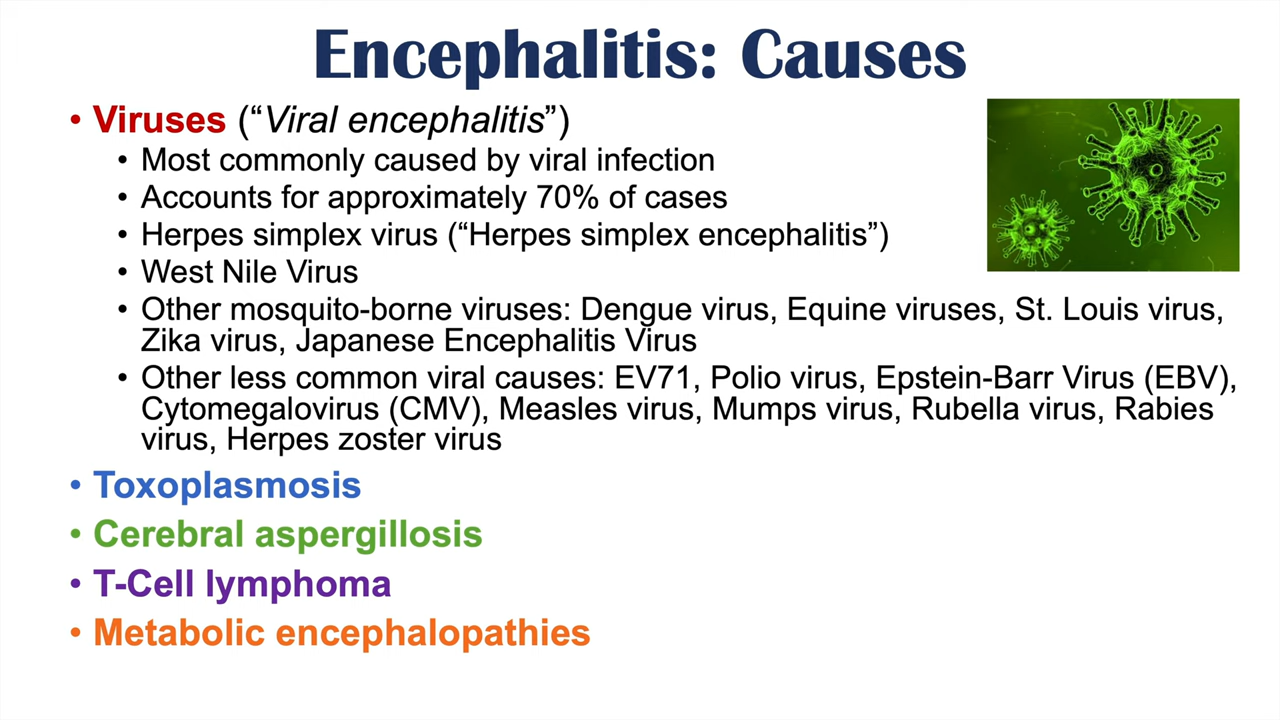 Encephalitis: Causes
• Viruses (“Viral encephalitis”)
• Most commonly caused by viral infection
• Accounts for approximately 70% of cases
• Herpes simplex virus (“Herpes simplex encephalitis”)
• West Nile Virus
• Other mosquito-borne viruses: Dengue virus, Equine viruses, St. Louis virus,
Zika virus, Japanese Encephalitis Virus
• Other less common viral causes: EV71, Polio virus, Epstein-Barr Virus (EBV),
Cytomegalovirus (CMV), Measles virus, Mumps virus, Rubella virus, Rabies
virus, Herpes zoster virus
• Toxoplasmosis
• Cerebral aspergillosis
• T-Cell lymphoma
• Metabolic encephalopathies